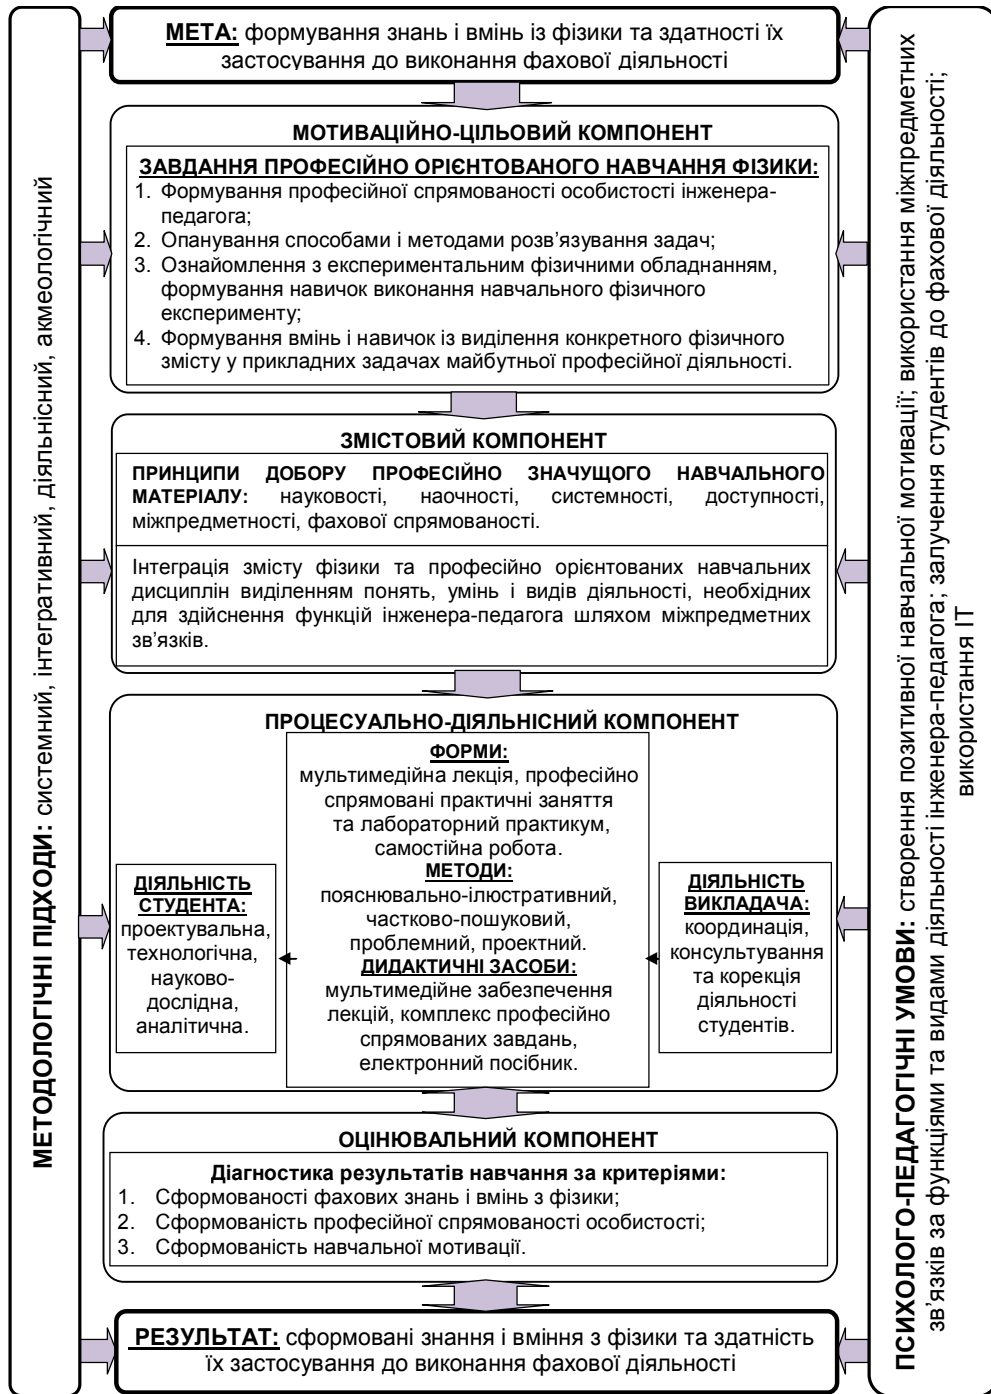 МЕТА: формування знань і вмінь із фізики та здатності їх
застосування до виконання фахової діяльності
МЕТОДОЛОГІЧНІ ПІДХОДИ: системний, інтегративний, діяльнісний, акмеологічний
МОТИВАЦІЙНО-ЦІЛЬОВИЙ КОМПОНЕНТ
ЗАВДАННЯ ПРОФЕСІЙНО ОРІЄНТОВАНОГО НАВЧАННЯ ФІЗИКИ:
1. Формування професійної спрямованості особистості інженера-
педагога;
2. Опанування способами і методами розв'язування задач;
3. Ознайомлення з експериментальним фізичними обладнанням,
формування навичок виконання навчального фізичного
експерименту;
4. Формування вмінь і навичок із виділення конкретного фізичного
змісту у прикладних задачах майбутньої професійної діяльності.
ЗМІСТОВИЙ КОМПОНЕНТ
ПРИНЦИПИ ДОБОРУ ПРОФЕСІЙНО ЗНАЧУЩОГО НАВЧАЛЬНОГО
МАТЕРІАЛУ: науковості, наочності, системності, доступності,
міжпредметності, фахової спрямованості.
Інтеграція змісту фізики та професійно орієнтованих навчальних
дисциплін виділенням понять, умінь і видів діяльності, необхідних
для здійснення функцій інженера-педагога шляхом міжпредметних
зв'язків.
ПРОЦЕСУАЛЬНО-ДІЯЛЬНІСНИЙ КОМПОНЕНТ
ДІЯЛЬНІСТЬ
СТУДЕНТА:
проектувальна,
технологічна,
науково-
дослідна,
аналітична.
ФОРМИ:
мультимедійна лекція, професійно
спрямовані практичні заняття
та лабораторний практикум,
самостійна робота.
МЕТОДИ:
пояснювально-ілюстративний,
частково-пошуковий,
проблемний, проектний.
ДИДАКТИЧНІ ЗАСОБИ:
мультимедійне забезпечення
лекцій, комплекс професійно
спрямованих завдань,
електронний посібник.
ДІЯЛЬНІСТЬ
ВИКЛАДАЧА:
координація,
консультування
та корекція
діяльності
студентів.
ОЦІНЮВАЛЬНИЙ КОМПОНЕНТ
Діагностика результатів навчання за критеріями:
1. Сформованості фахових знань і вмінь з фізики;
2. Сформованість професійної спрямованості особистості;
3. Сформованість навчальної мотивації.
РЕЗУЛЬТАТ: сформовані знання і вміння з фізики та здатність
їх застосування до виконання фахової діяльності
ПСИХОЛОГО-ПЕДАГОГІЧНІ УМОВИ: створення позитивної навчальної мотивації; використання міжпредметних
зв'язків за функціями та видами діяльності інженера-педагога; залучення студентів до фахової діяльності;
використання ІТ